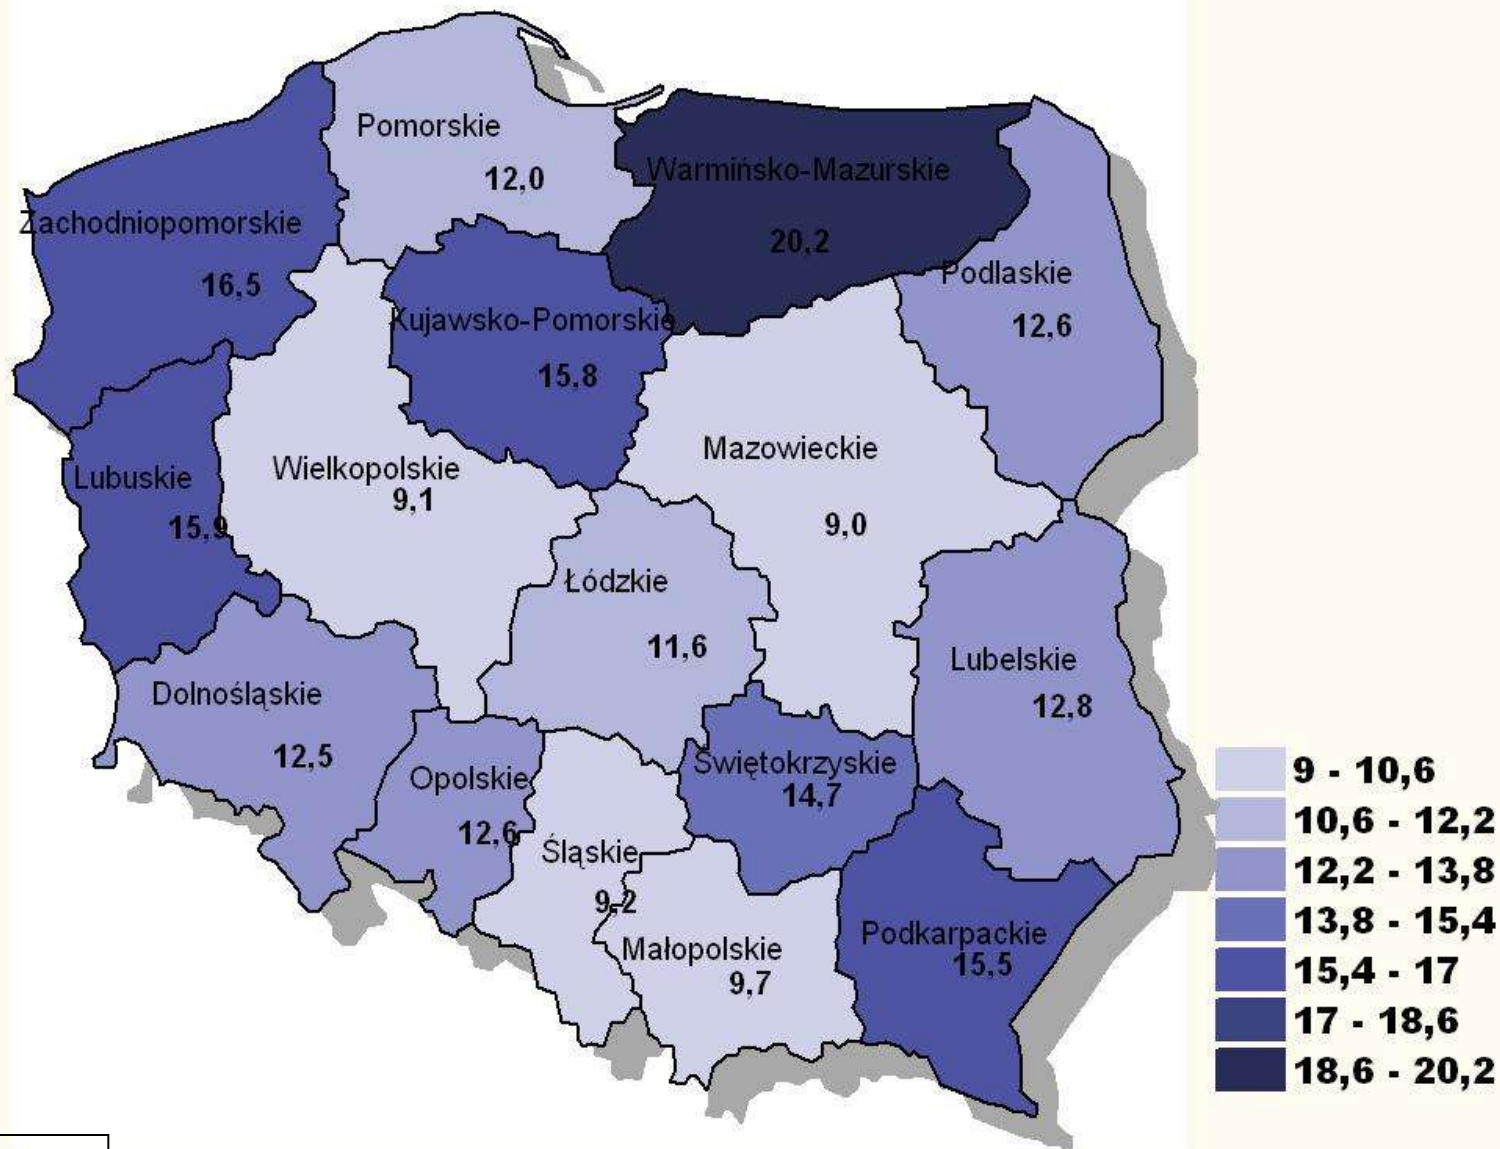 Pomorskie
12,0
Warmińsko-Mazurskie
20,2
Zachodniopomorskie
16,5
Podlaskie
12,6
Kujawsko-Pomorskie
15,8
Lubuskie
15,9
Wielkopolskie
9,1
Mazowieckie
9,0
Łódzkie
11,6
Lubelskie
12,8
Dolnośląskie
12,5
Opolskie
12,6
Świętokrzyskie
14,7
Śląskie
9,2
Małopolskie
9,7
Podkarpackie
15,5
9 - 10,6
10,6 - 12,2
12,2 - 13,8
13,8 - 15,4
15,4 - 17
17 - 18,6
18,6 - 20,2